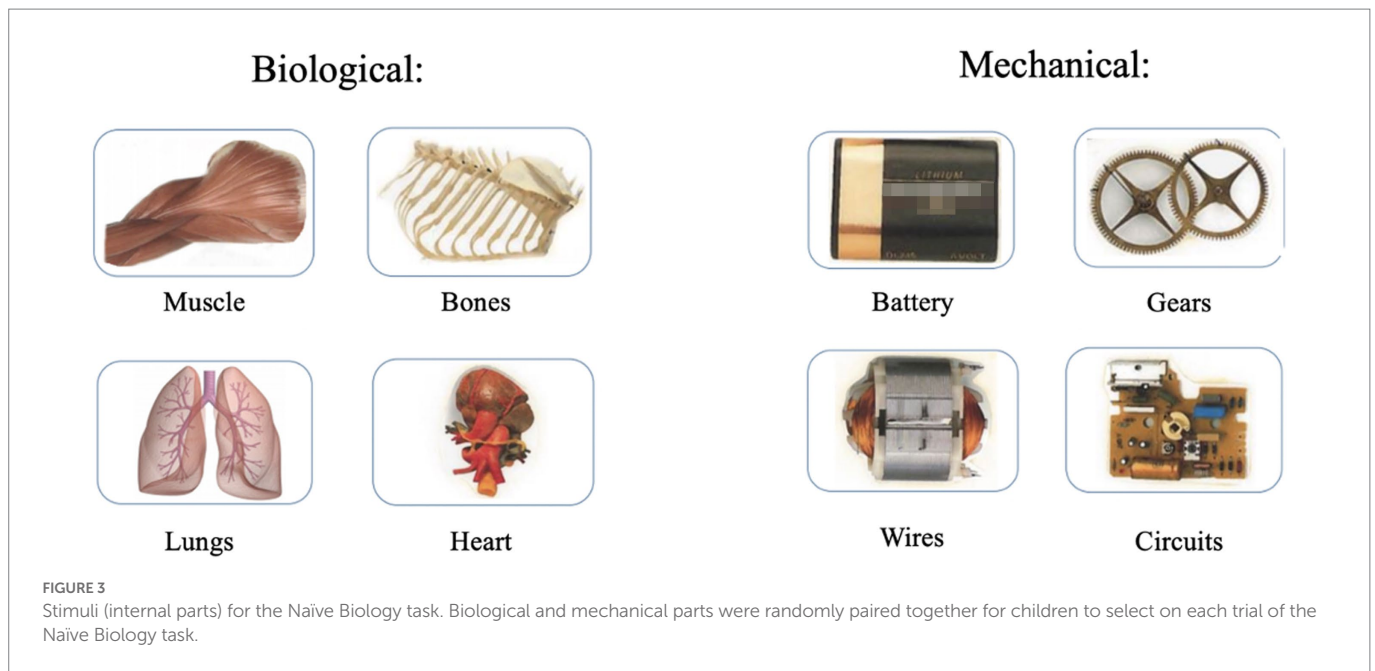 Biological:
Mechanical:
Muscle
Bones
Battery
Gears
LITHIUM
Lungs
Heart
Wires
Circuits
FIGURE 3
Stimuli (internal parts) for the Naïve Biology task. Biological and mechanical parts were randomly paired together for children to select on each trial of the
Naïve Biology task.